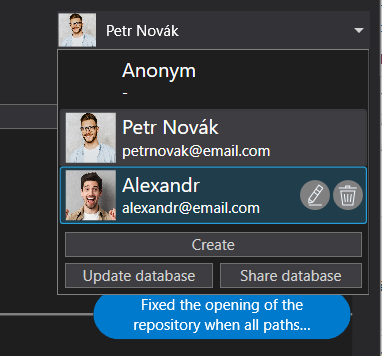 Petr Novák
Anonym
-
Petr Novák
petrnovak@email.com
Alexandr
alexandr@email.com
Create
Update database
Share database
Fixed the opening of the
repository when all paths...